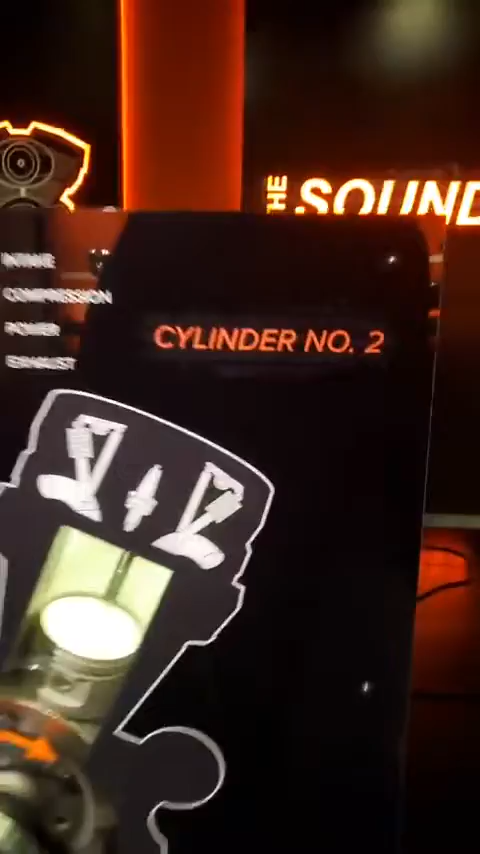 THE SOUND
INTAKE
COMPRESSION
POWER
EXHAUST
CYLINDER NO. 2